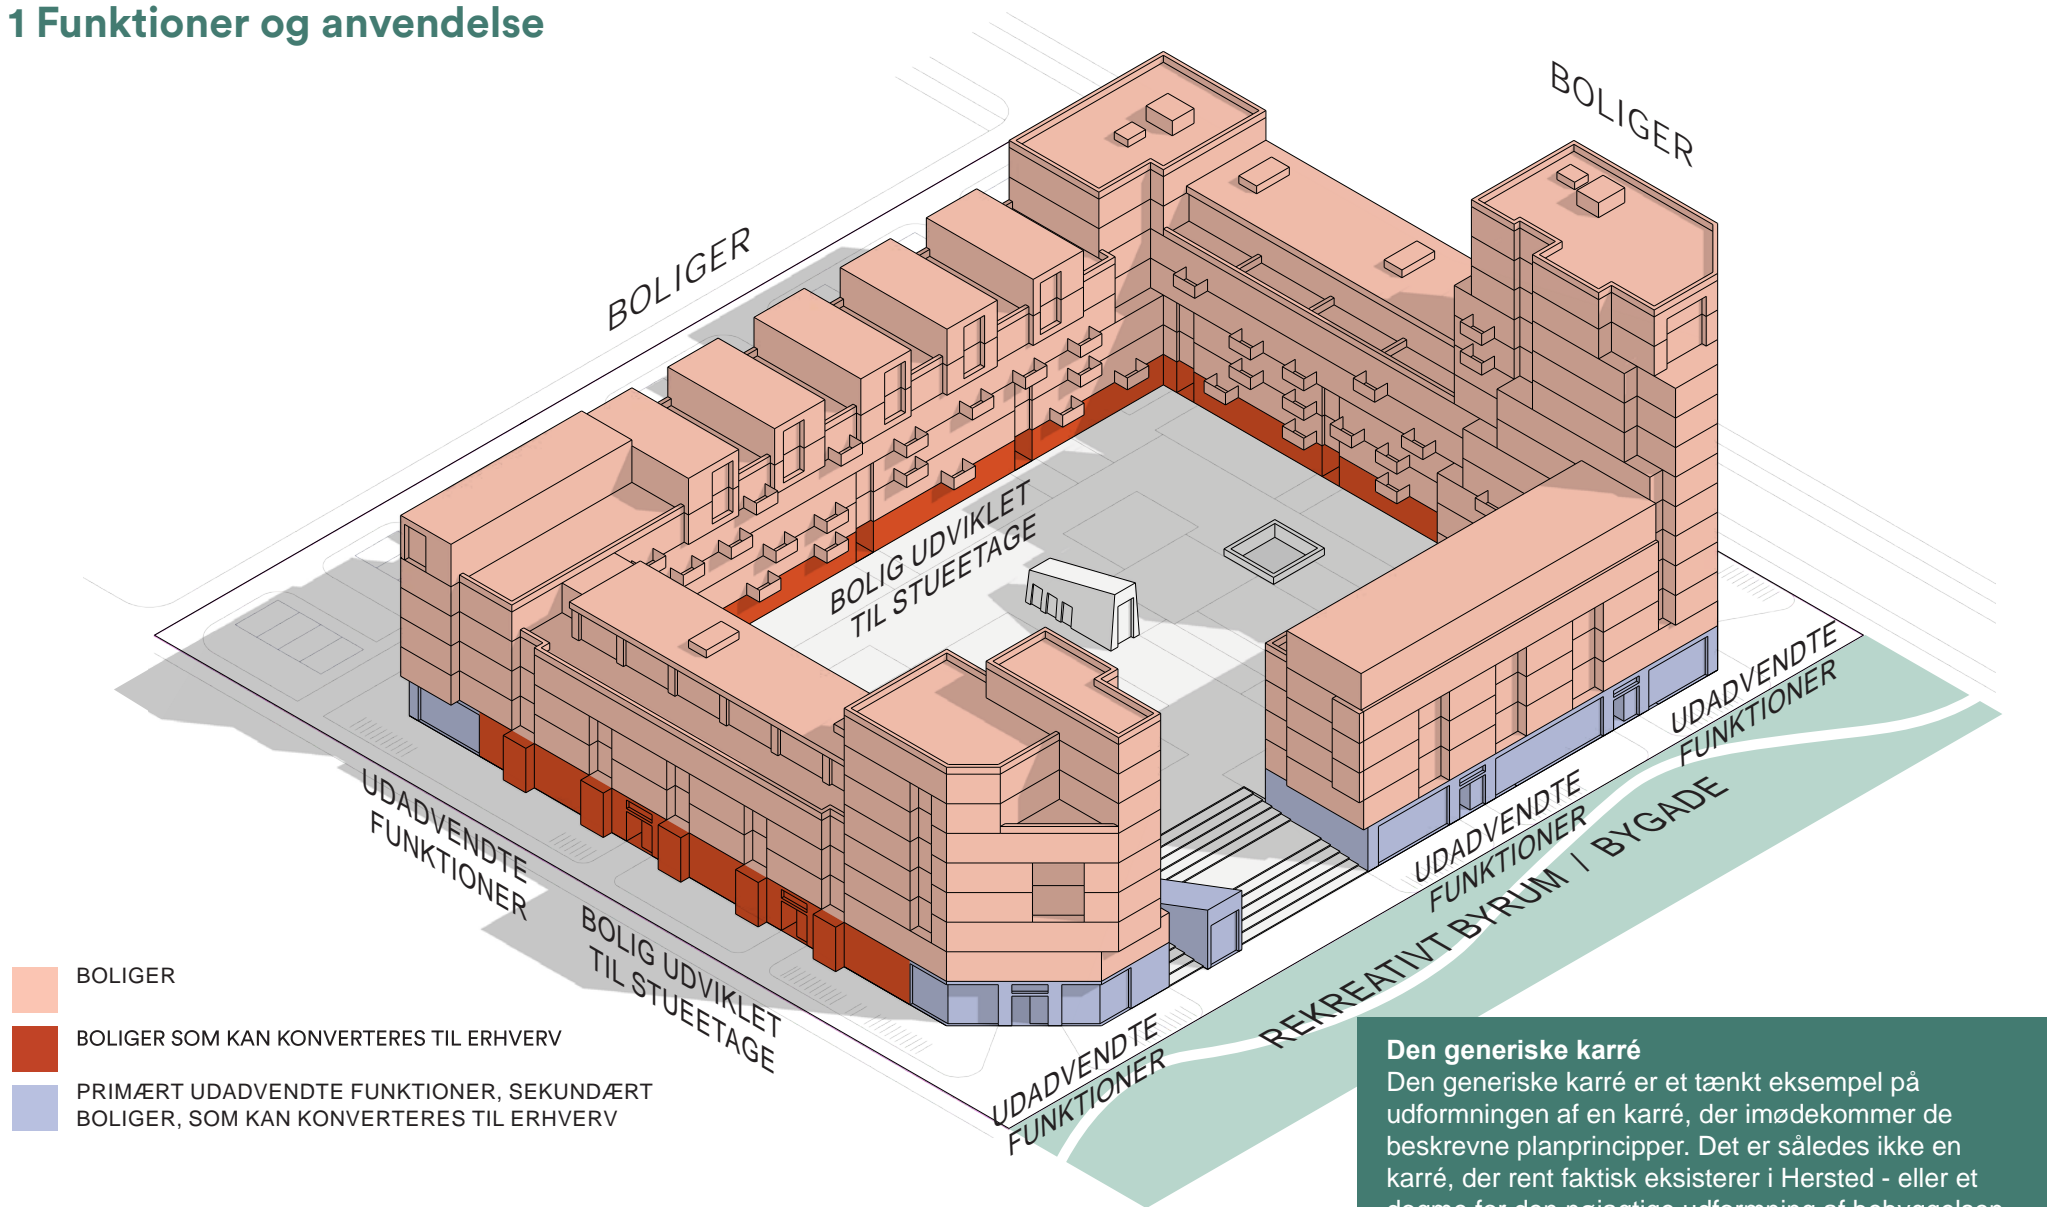 1 Funktioner og anvendelse
BOLIGER
BOLIGER
BOLIG UDVIKLET
TIL STUEETAGE
UDADVENDTE
FUNKTIONER
UDADVENDTE
FUNKTIONER
UDADVENDTE
FUNKTIONER
REKREATIVT BYRUM I BYGADE
BOLIG UDVIKLET
TIL STUEETAGE
UDADVENDTE
FUNKTIONER
BOLIGER
BOLIGER SOM KAN KONVERTERES TIL ERHVERV
PRIMÆRT UDADVENDTE FUNKTIONER, SEKUNDÆRT
BOLIGER, SOM KAN KONVERTERES TIL ERHVERV
Den generiske karré
Den generiske karré er et tænkt eksempel på
udformningen af en karré, der imødekommer de
beskrevne planprincipper. Det er således ikke en
karré, der rent faktisk eksisterer i Hersted - eller et